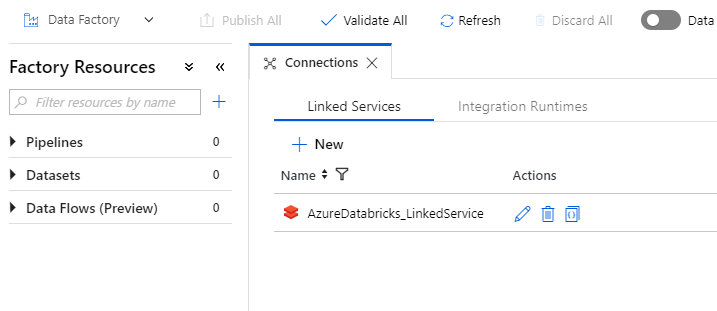 Data Factory Publish All Validate All Refresh Discard All Data
Factory Resources
Connections
Filter resources by name
Linked Services Integration Runtimes
Pipelines 0
New
Datasets 0
Name Actions
Data Flows (Preview) 0
AzureDatabricks_LinkedService